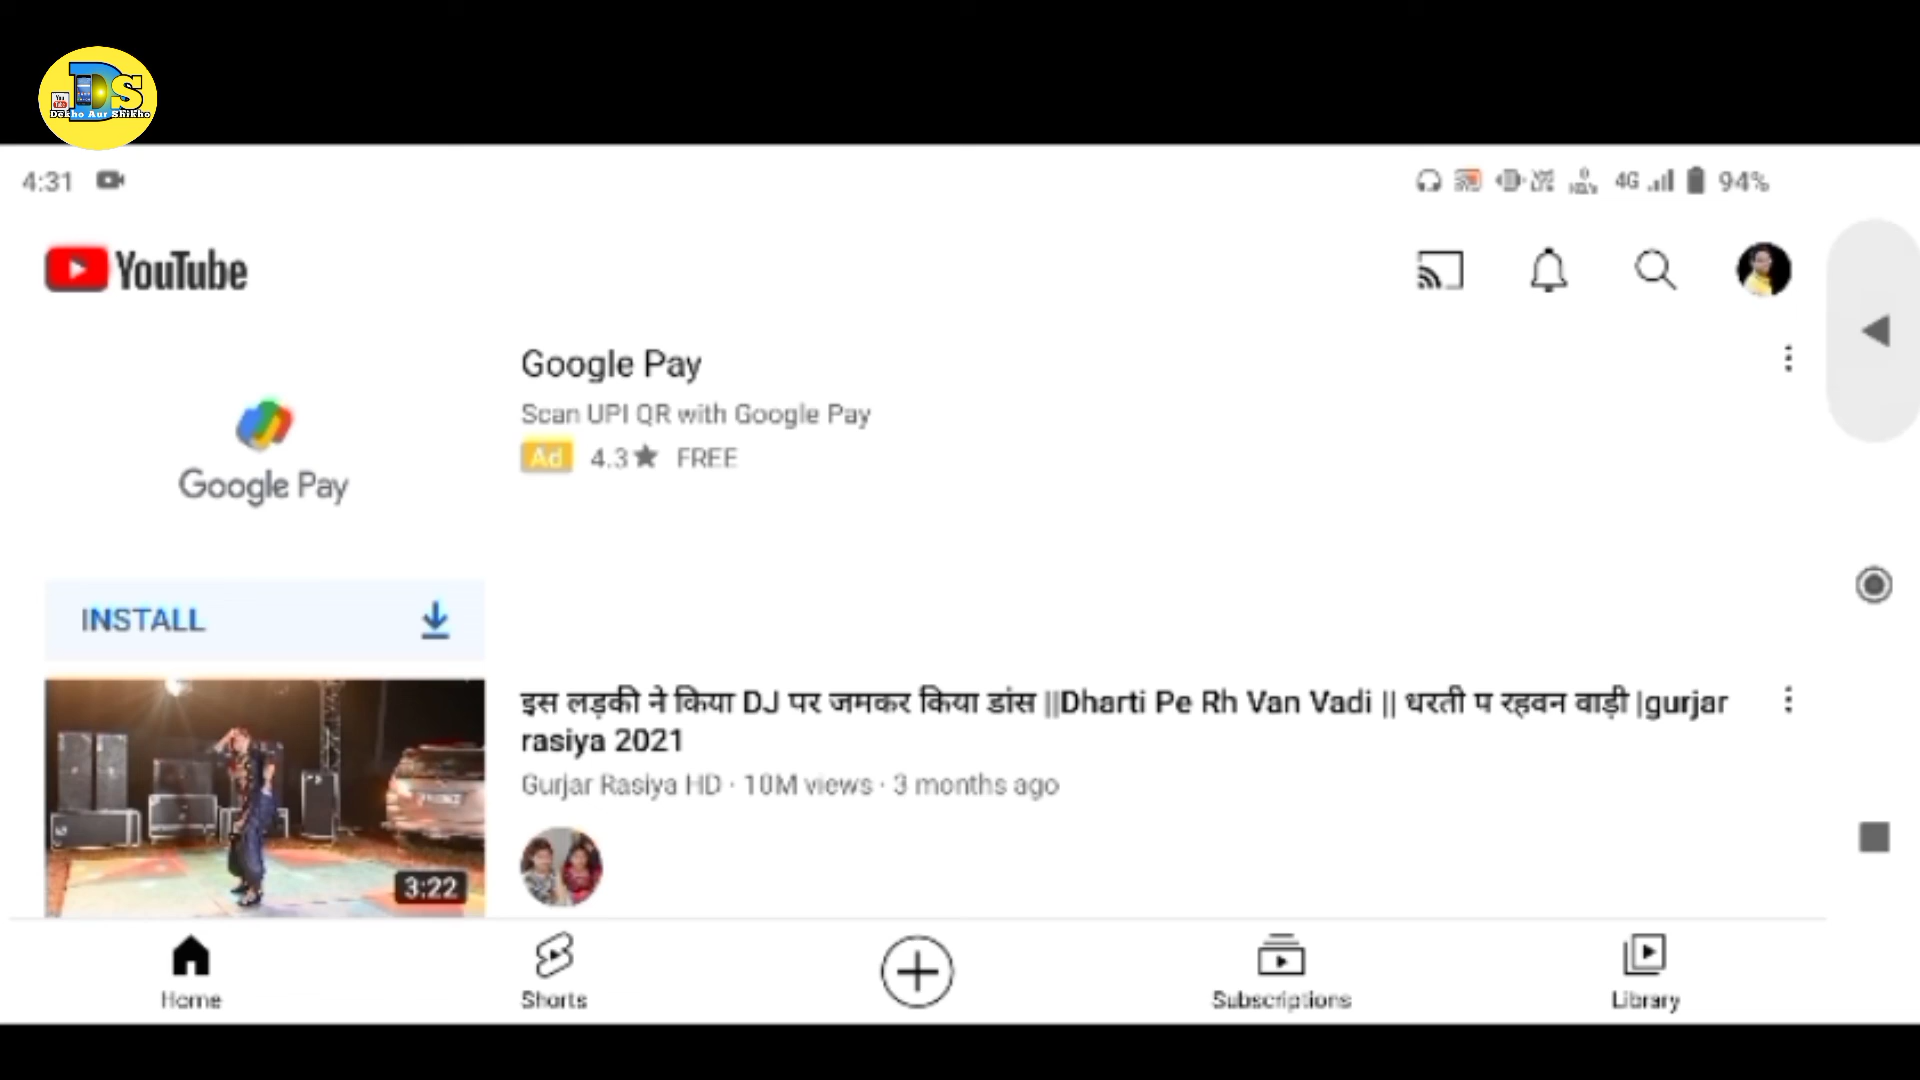 DS
You
Dekho Aur Shikho
4:31
4G 94%
YouTube
Google Pay
Scan UPI QR with Google Pay
Ad 4.3★ FREE
Google Pay
INSTALL
इस लड़की ने किया DJ पर जमकर किया डांस ||Dharti Pe Rh Van Vadi || धरती प रहवन वाड़ी |gurjar
rasiya 2021
Gurjar Rasiya HD · 10M views · 3 months ago
3:22
Home
Shorts
Subscriptions
Library